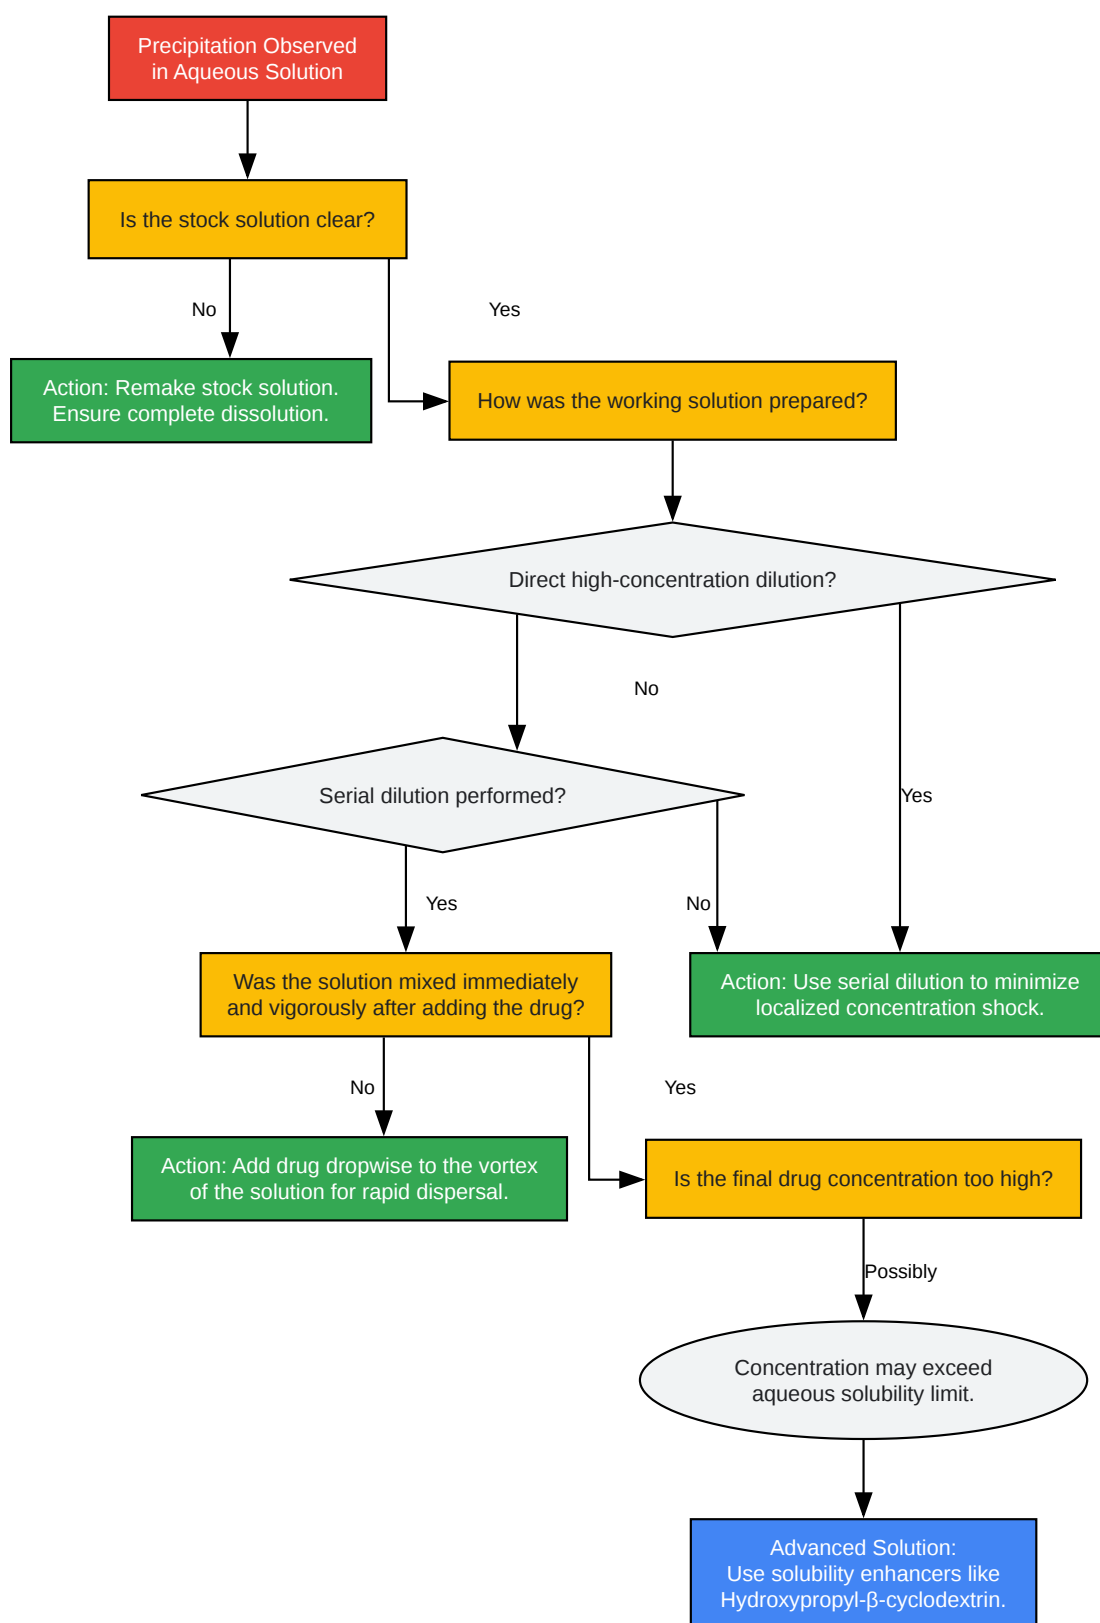 Precipitation Observed
in Aqueous Solution
Is the stock solution clear?
No
Yes
Action: Remake stock solution.
Ensure complete dissolution.
How was the working solution prepared?
Direct high-concentration dilution?
No
Serial dilution performed?
Yes
Yes
No
Was the solution mixed immediately
and vigorously after adding the drug?
Action: Use serial dilution to minimize
localized concentration shock.
No
Yes
Action: Add drug dropwise to the vortex
of the solution for rapid dispersal.
Is the final drug concentration too high?
Possibly
Concentration may exceed
aqueous solubility limit.
Advanced Solution:
Use solubility enhancers like
Hydroxypropyl-β-cyclodextrin.